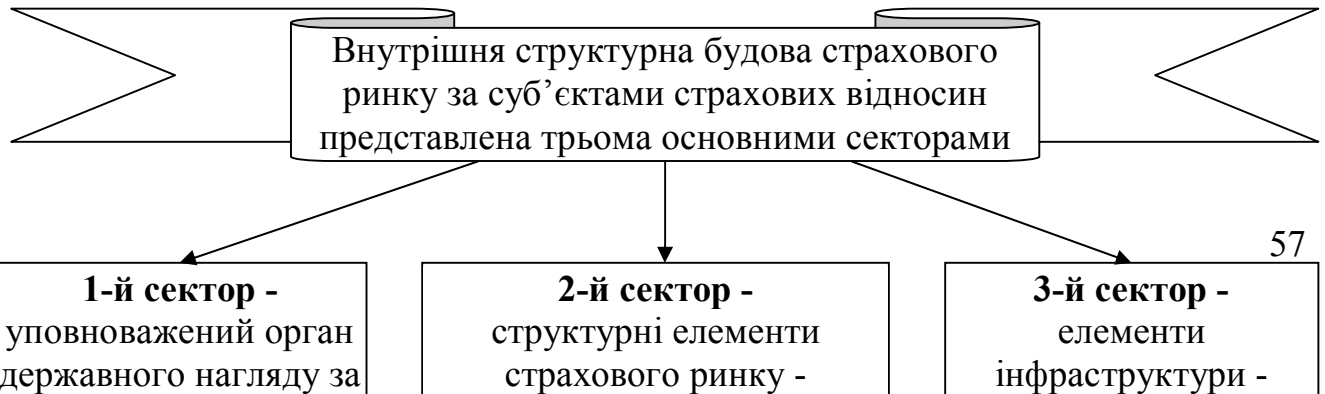 Внутрішня структурна будова страхового
ринку за суб’єктами страхових відносин
представлена трьома основними секторами
57
1-й сектор -
уповноважений орган
державного нагляду за
2-й сектор -
структурні елементи
страхового ринку -
3-й сектор -
елементи
інфраструктури -